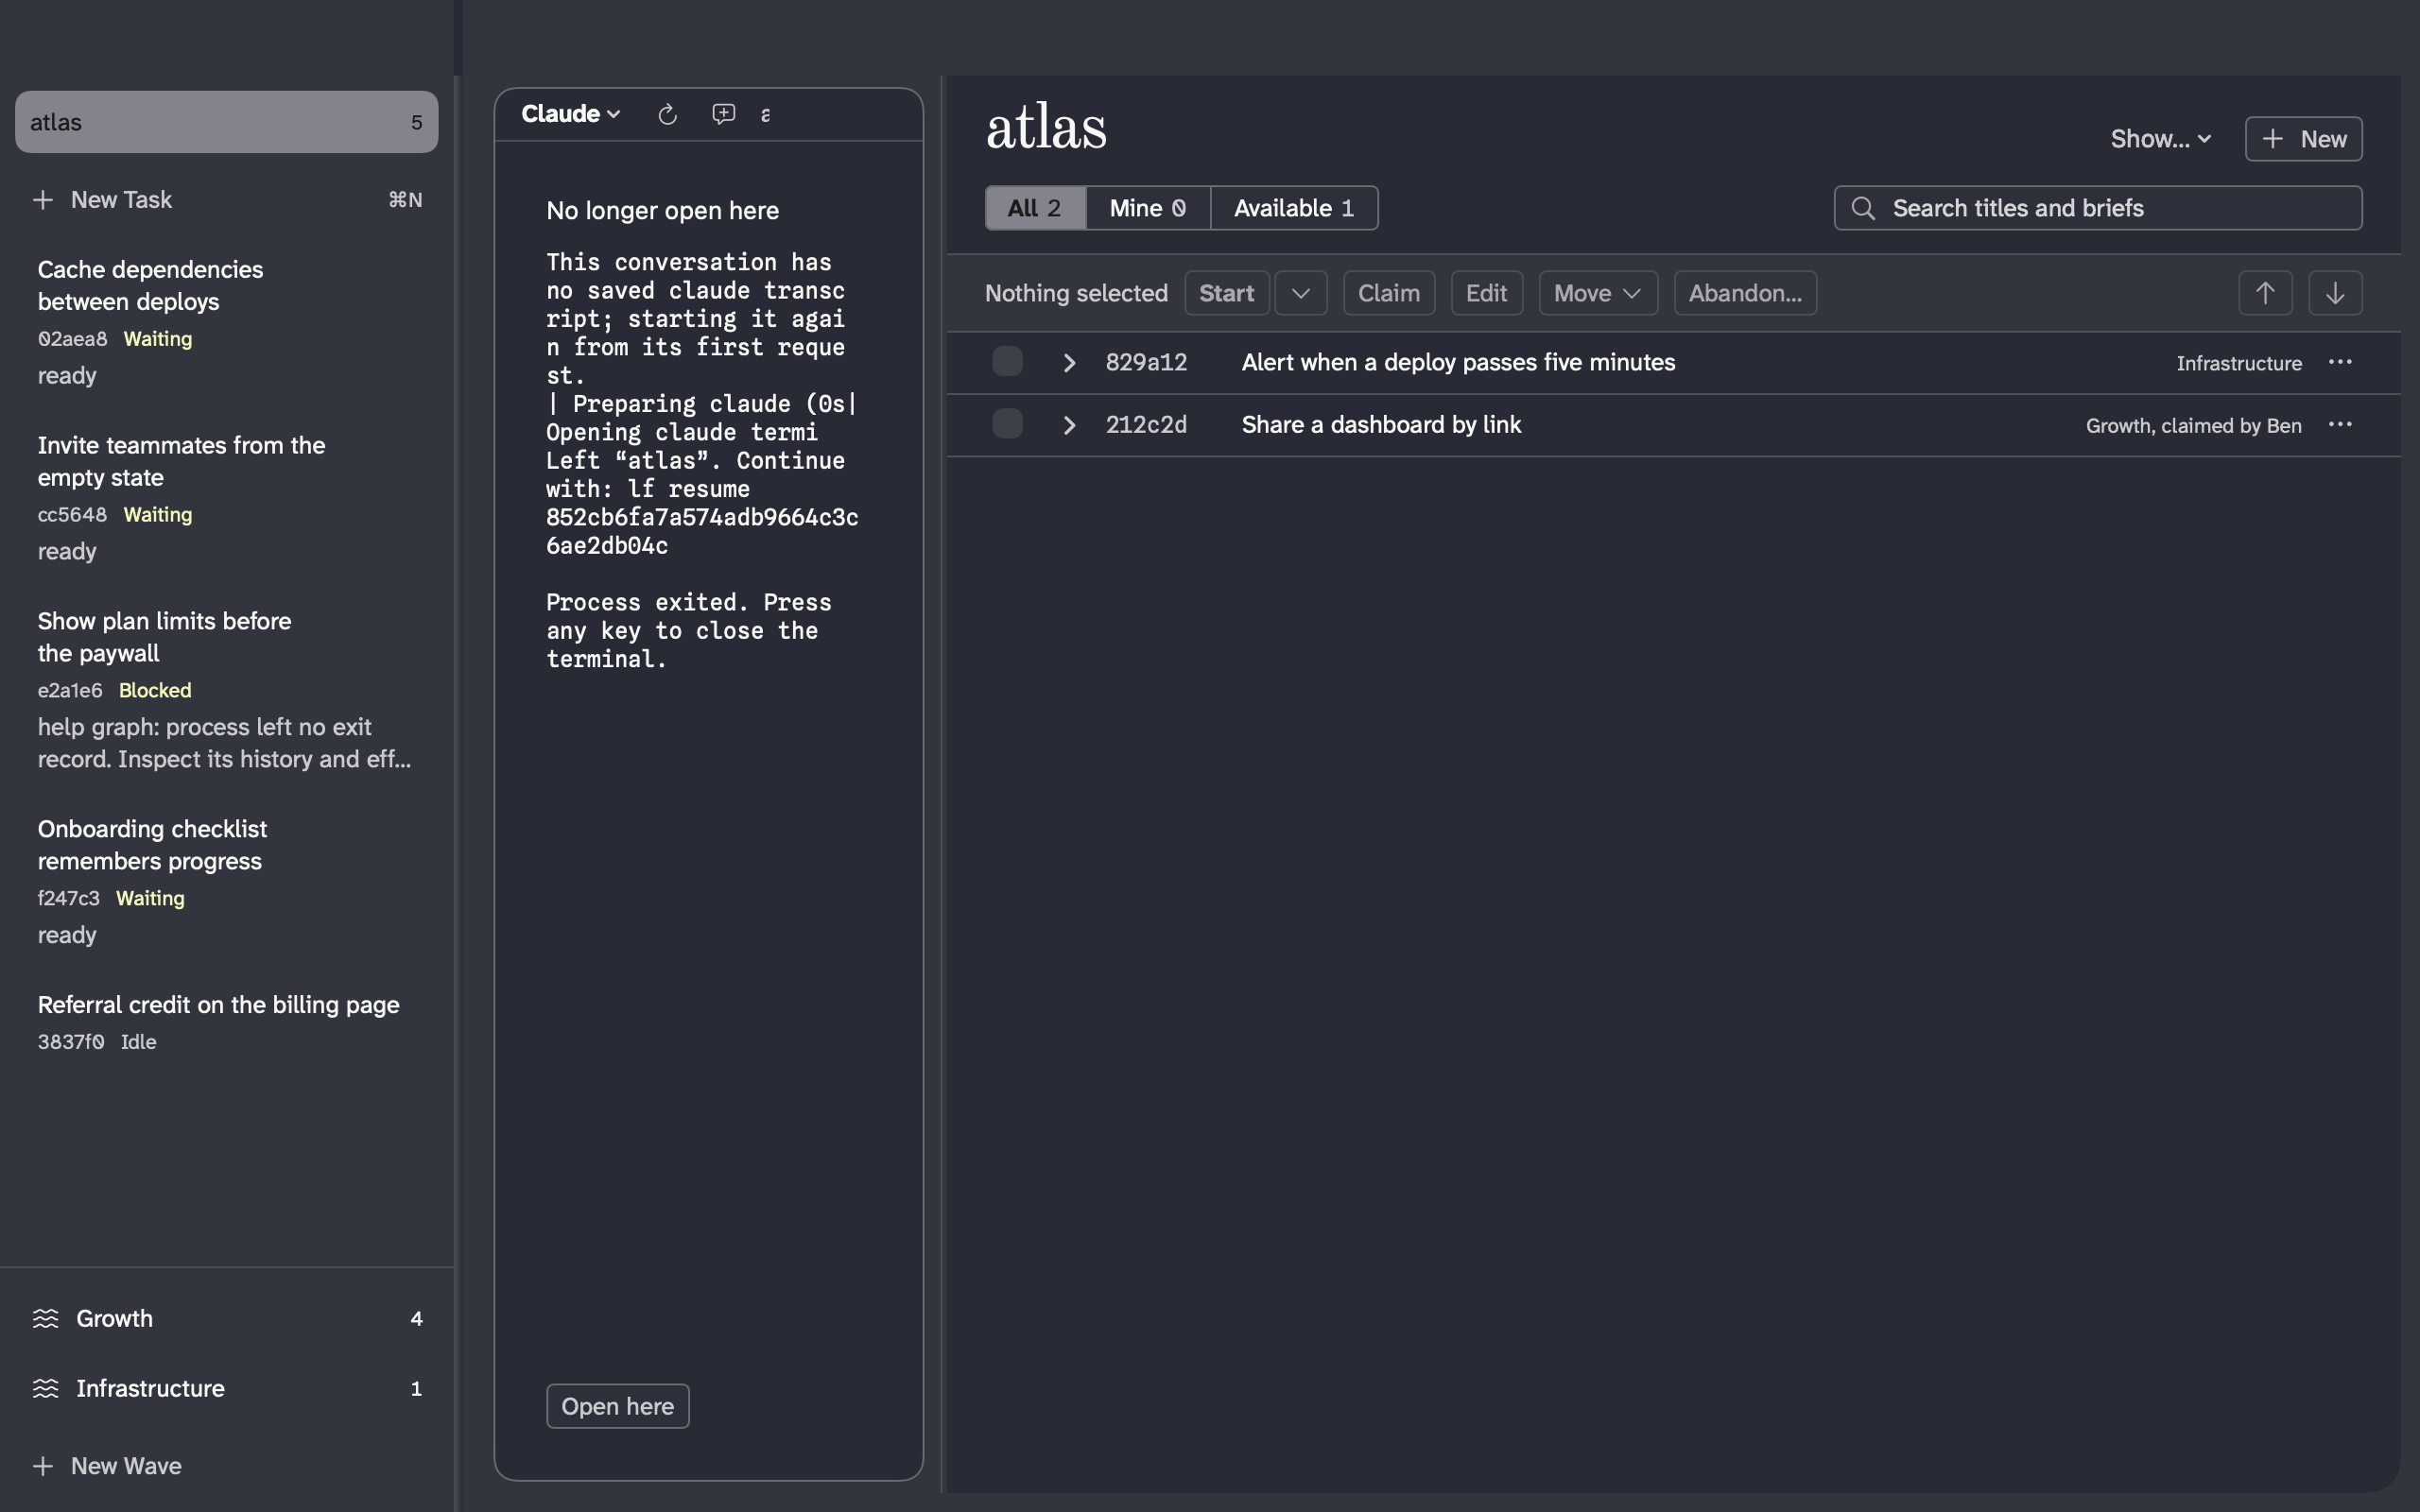 atlas 5
New Task ⌘N
Cache dependencies
between deploys
02aea8 Waiting
ready
Invite teammates from the
empty state
cc5648 Waiting
ready
Show plan limits before
the paywall
e2a1e6 Blocked
help graph: process left no exit
record. Inspect its history and eff...
Onboarding checklist
remembers progress
f247c3 Waiting
ready
Referral credit on the billing page
3837f0 Idle
Growth 4
Infrastructure 1
New Wave
Claude a
No longer open here
This conversation has
no saved claude transc
ript; starting it agai
n from its first reque
st.
| Preparing claude (0s|
Opening claude termi
Left “atlas”. Continue
with: lf resume
852cb6fa7a574adb9664c3c
6ae2db04c
Process exited. Press
any key to close the
terminal.
Open here
atlas
Show... New
All 2 Mine 0 Available 1
Search titles and briefs
Nothing selected Start Claim Edit Move Abandon...
829a12 Alert when a deploy passes five minutes Infrastructure
212c2d Share a dashboard by link Growth, claimed by Ben